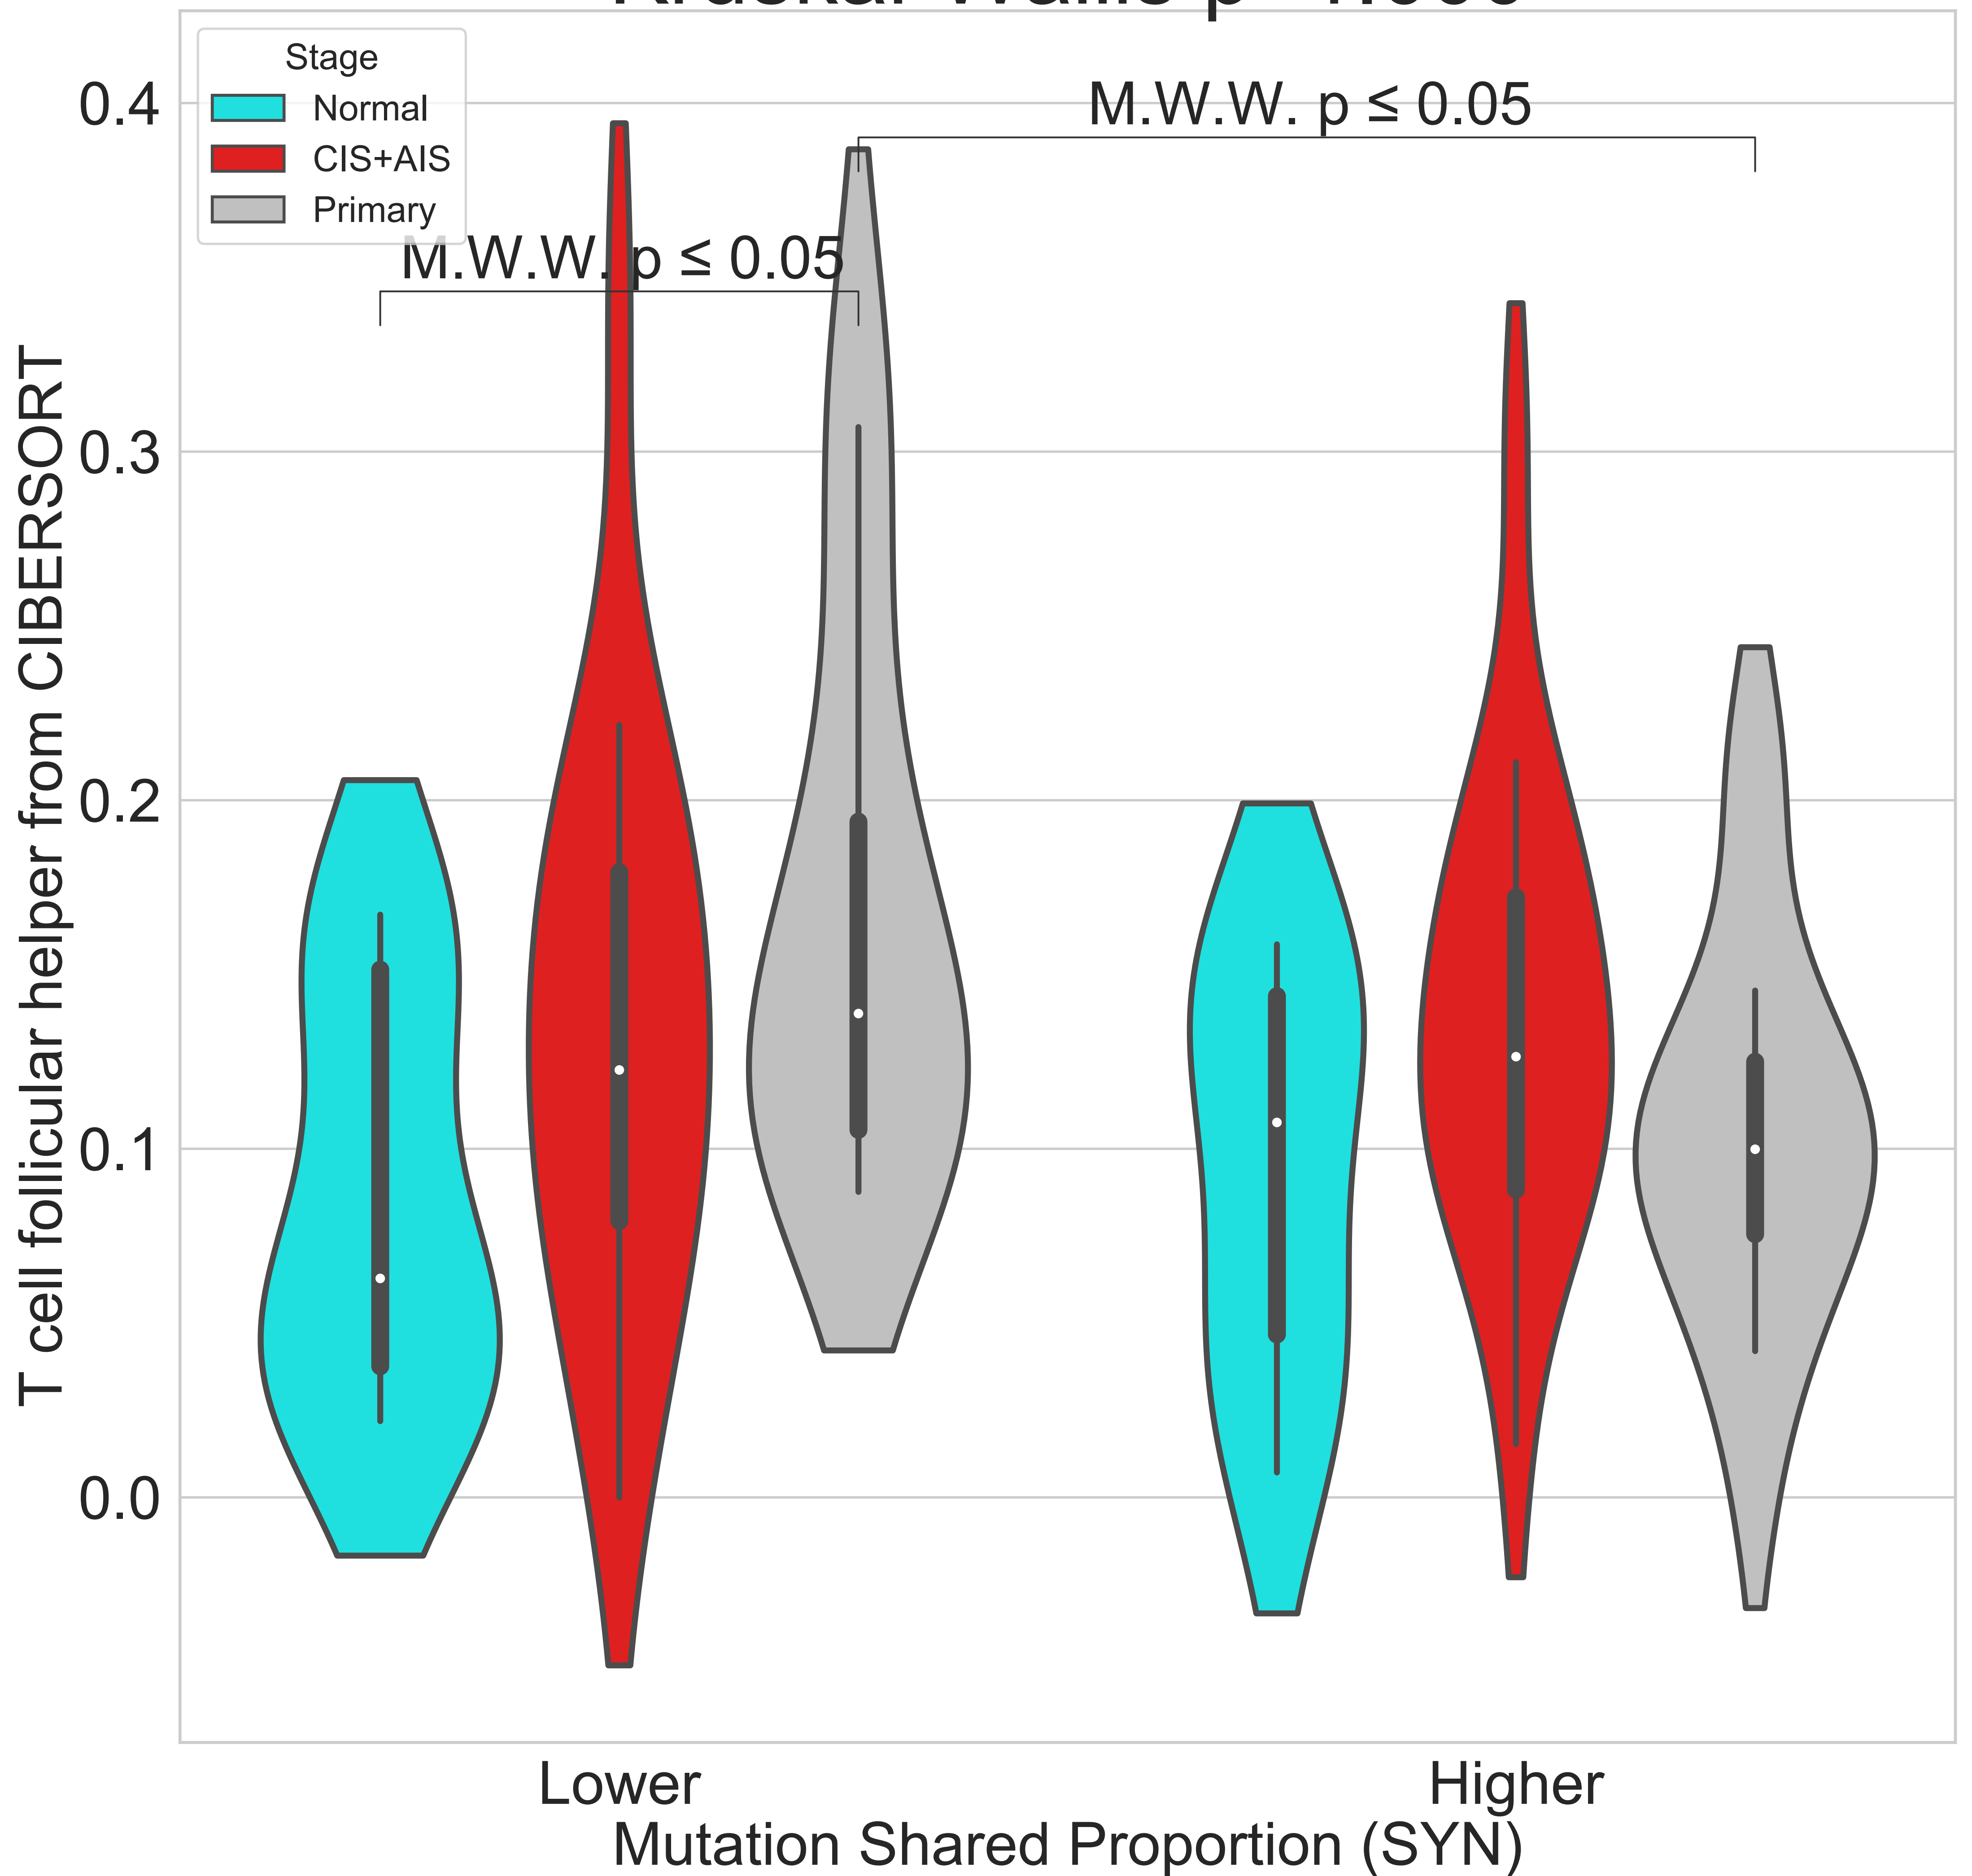 Stage
Normal
CIS+AIS
Primary
M.W.W. p ≤ 0.05
M.W.W. p ≤ 0.05
T cell follicular helper from CIBERSORT
0.4
0.3
0.2
0.1
0.0
Lower
Higher
Mutation Shared Proportion (SYN)